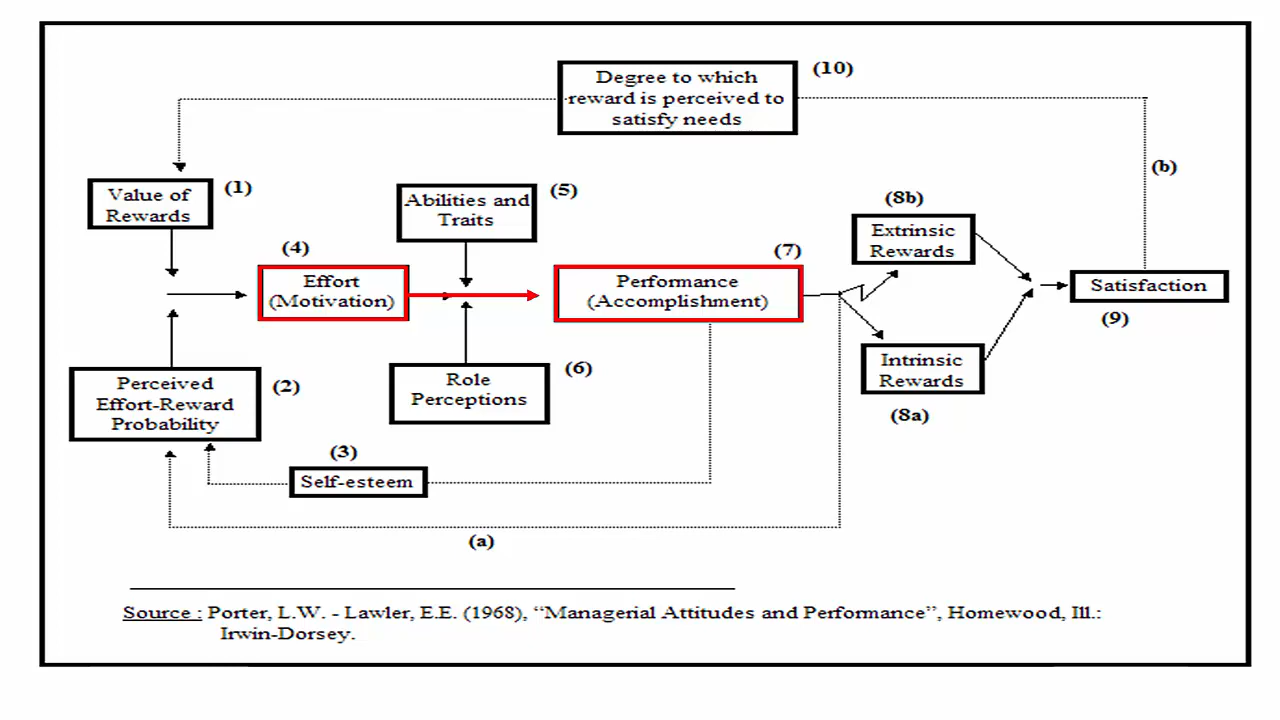 Degree to which
reward is perceived to
satisfy needs
(10)
(b)
Value of
Rewards
(1)
Abilities and
Traits
(5)
(8b)
Extrinsic
Rewards
(4)
Effort
(Motivation)
(7)
Performance
(Accomplishment)
Satisfaction
(9)
Perceived
Effort-Reward
Probability
(2)
Role
Perceptions
(6)
Intrinsic
Rewards
(8a)
(3)
Self-esteem
(a)
Source : Porter, L.W. - Lawler, E.E. (1968), “Managerial Attitudes and Performance”, Homewood, Ill.:
Irwin-Dorsey.